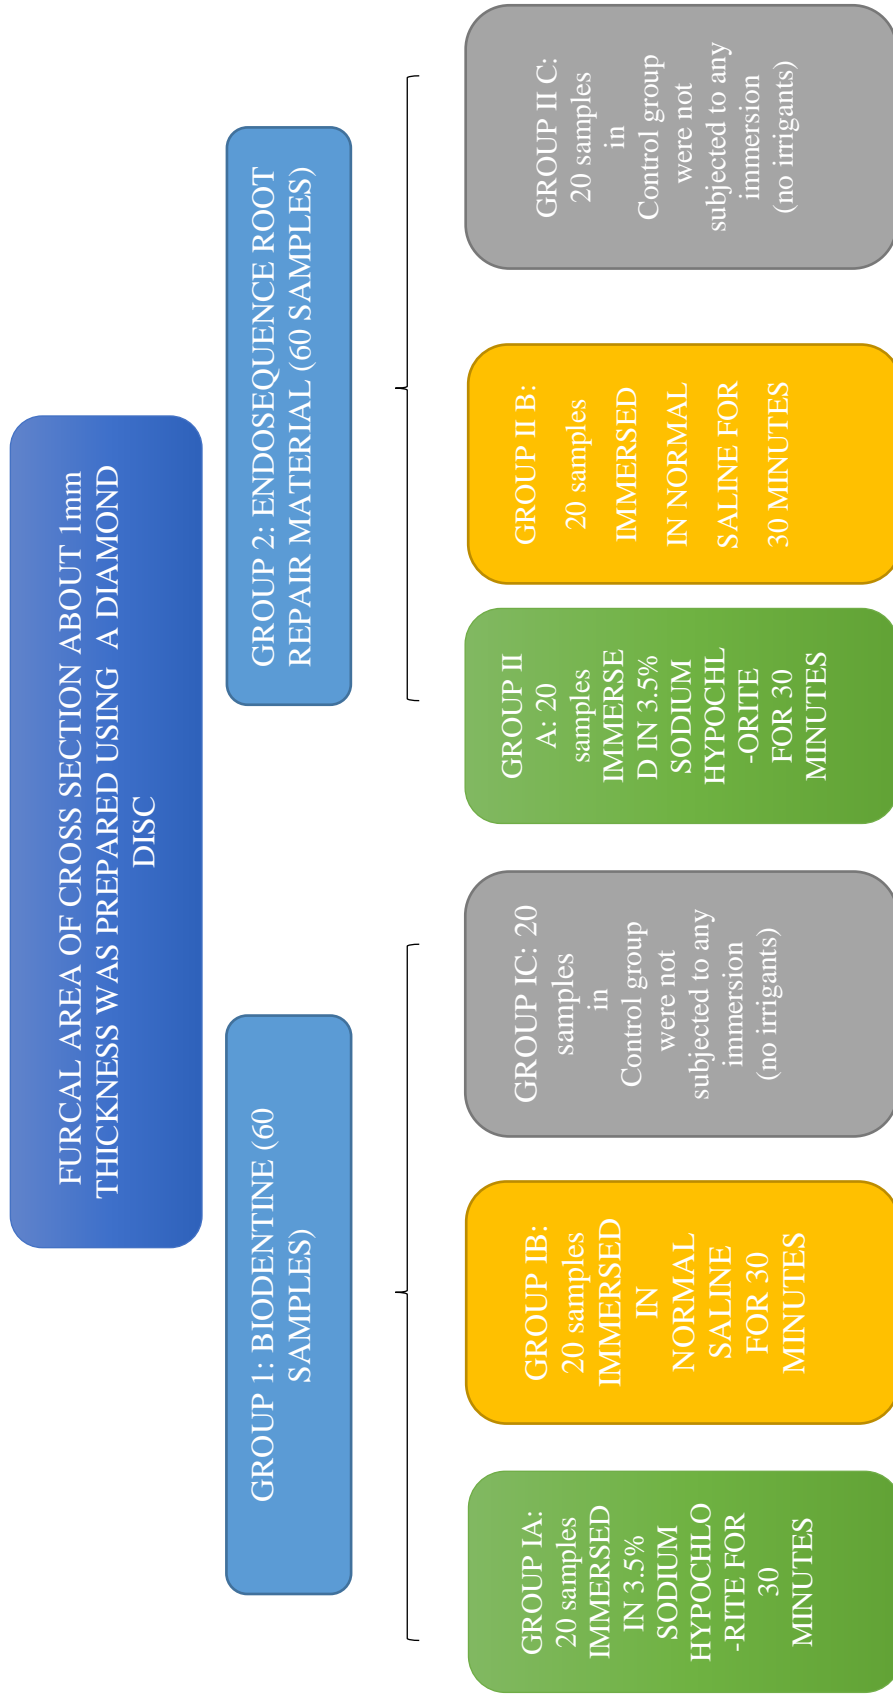 FURCAL AREA OF CROSS SECTION ABOUT 1mm
THICKNESS WAS PREPARED USING A DIAMOND
DISC
GROUP 1: BIODENTINE (60
SAMPLES)
GROUP 2: ENDOSEQUENCE ROOT
REPAIR MATERIAL (60 SAMPLES)
GROUP IA:
20 samples
IMMERSED
IN 3.5%
SODIUM
HYPOCHLO
-RITE FOR
30
MINUTES
GROUP IB:
20 samples
IMMERSED
IN
NORMAL
SALINE
FOR 30
MINUTES
GROUP IC: 20
samples
in
Control group
were not
subjected to any
immersion
(no irrigants)
GROUP II
A: 20
samples
IMMERSE
D IN 3.5%
SODIUM
HYPOCHL
-ORITE
FOR 30
MINUTES
GROUP II B:
20 samples
IMMERSED
IN NORMAL
SALINE FOR
30 MINUTES
GROUP II C:
20 samples
in
Control group
were not
subjected to any
immersion
(no irrigants)